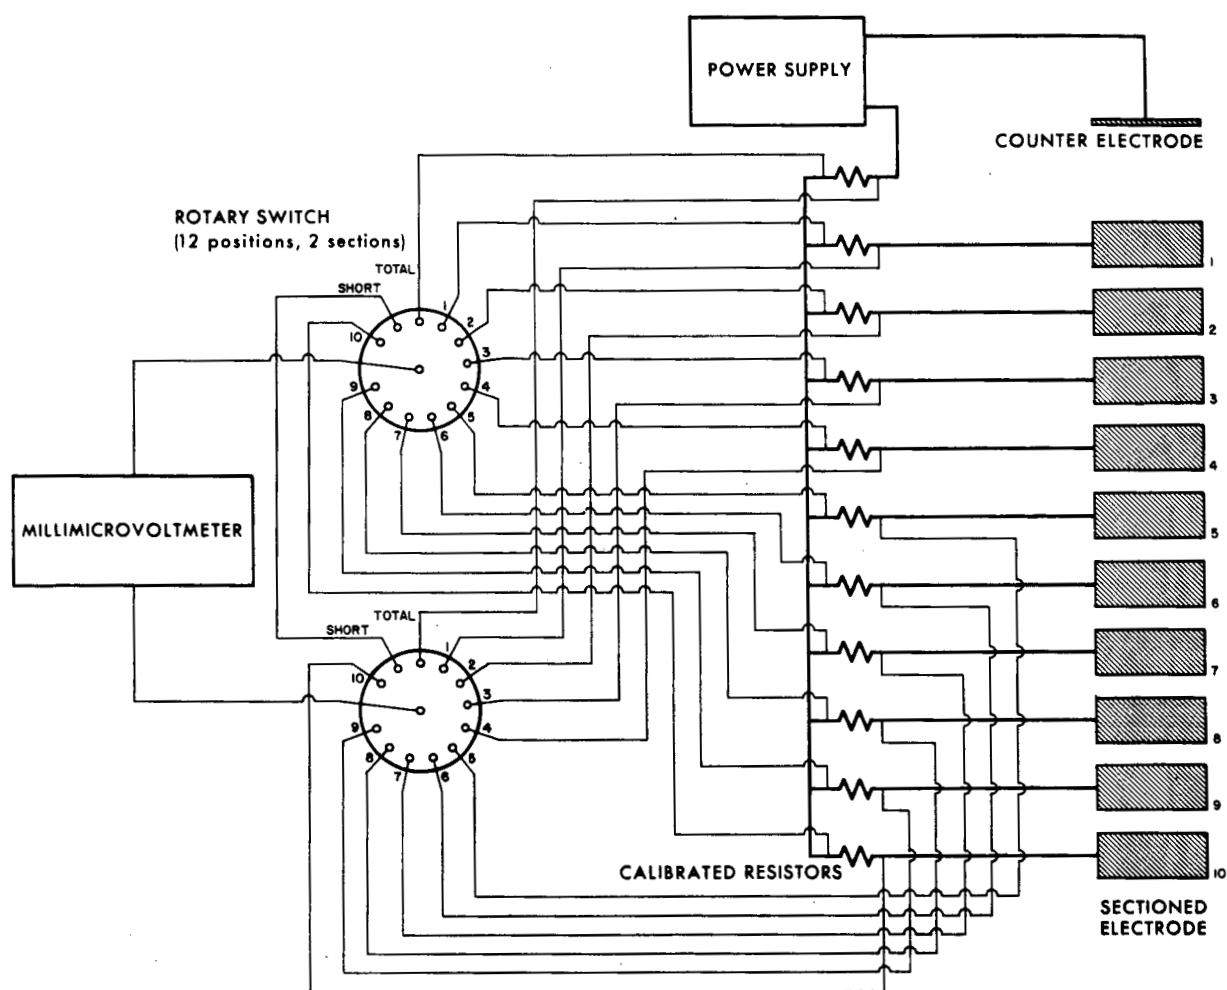 POWER SUPPLY
COUNTER ELECTRODE
ROTARY SWITCH
(12 positions, 2 sections)
TOTAL
SHORT
1
2
3
4
5
6
7
8
9
10
MILLIMICROVOLTMETER
TOTAL
SHORT
1
2
3
4
5
6
7
8
9
10
1
2
3
4
5
6
7
8
9
10
CALIBRATED RESISTORS
SECTIONED
ELECTRODE